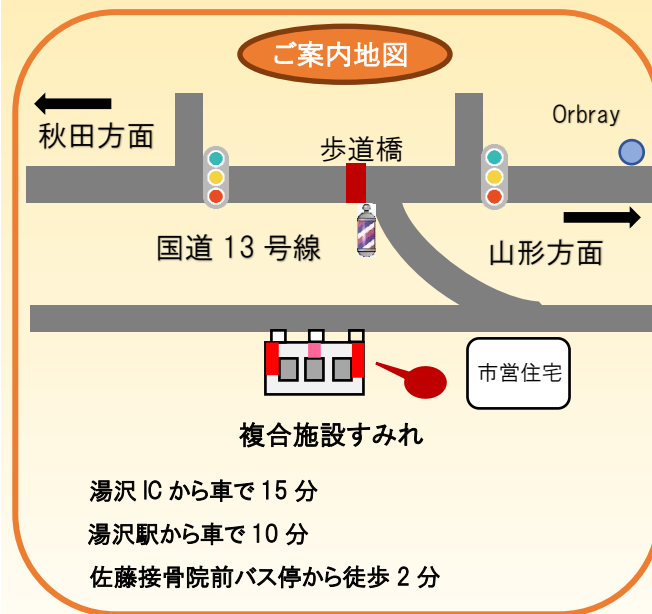 ご案内地図
Orbray
秋田方面
歩道橋
国道 13 号線
山形方面
市営住宅
複合施設すみれ
湯沢 IC から車で 15 分
湯沢駅から車で 10 分
佐藤接骨院前バス停から徒歩 2 分